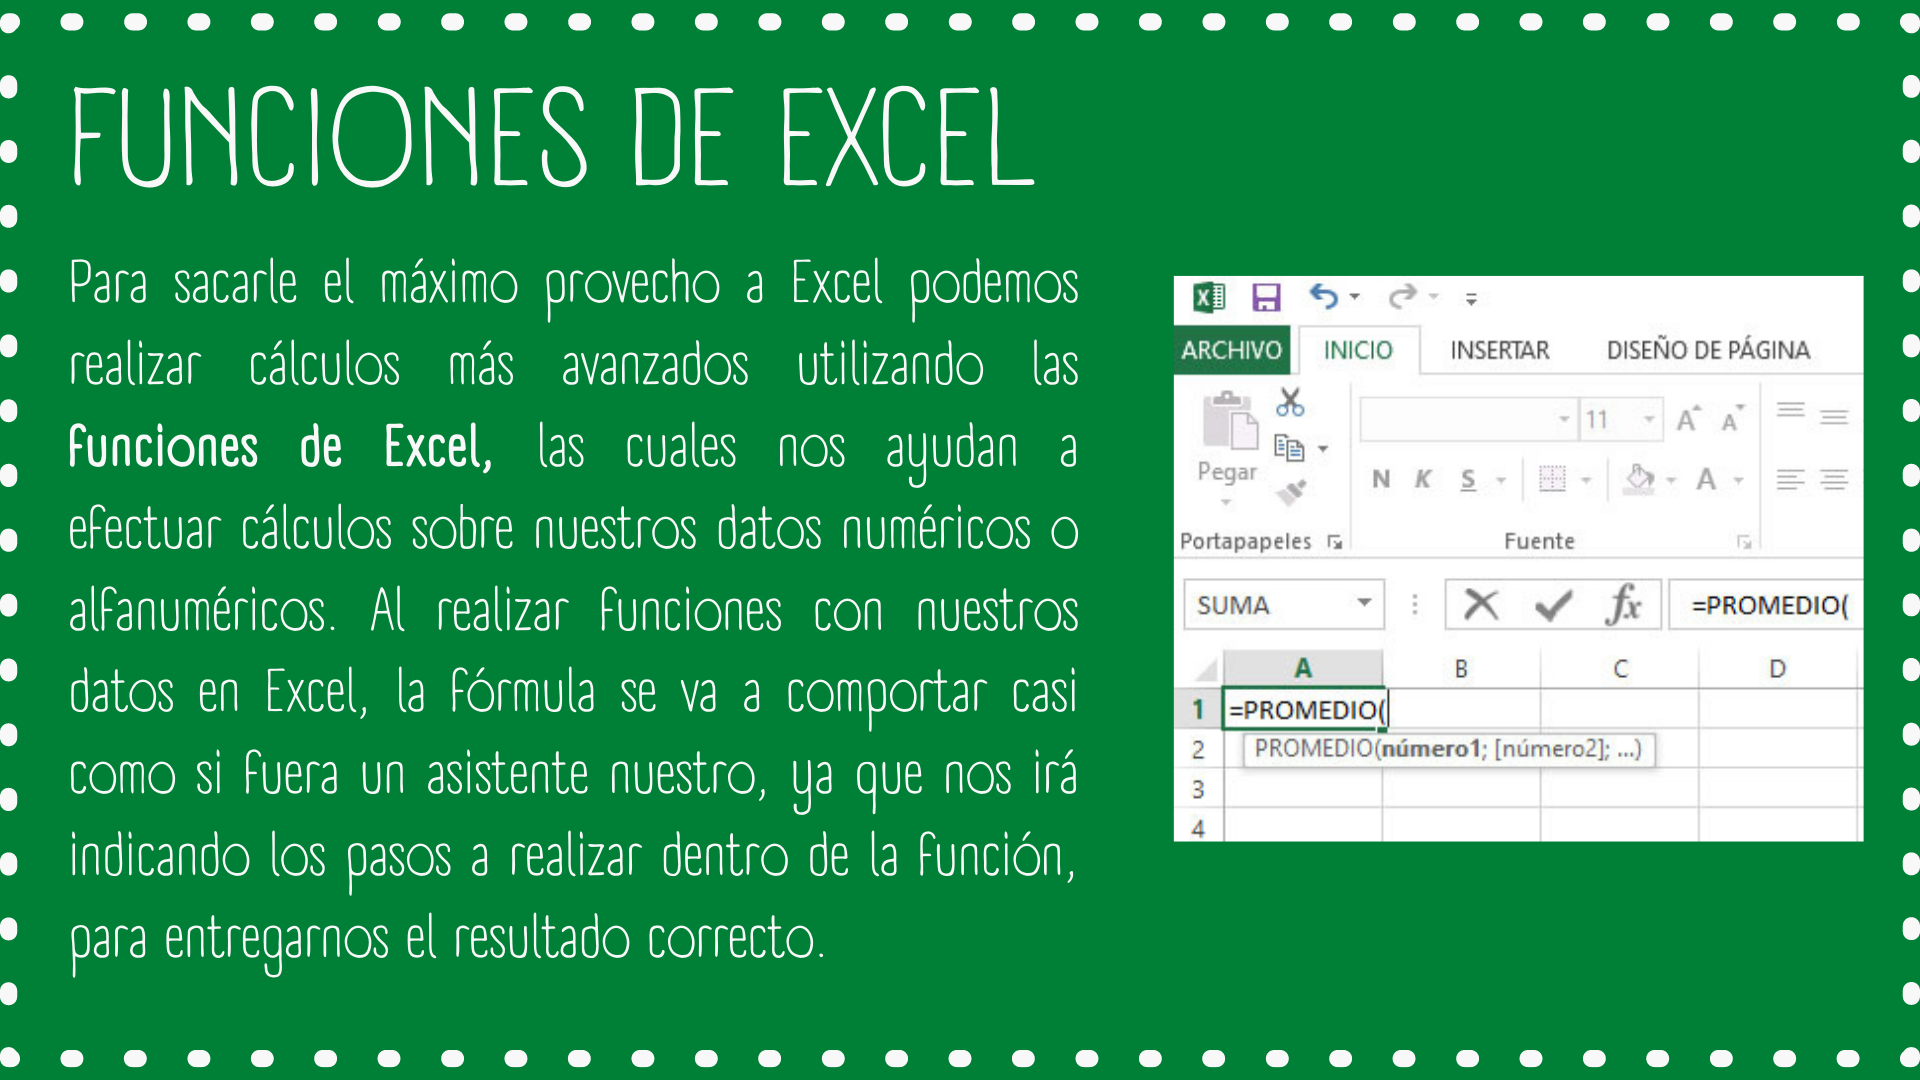 FUNCIONES DE EXCEL
Para sacarle el máximo provecho a Excel podemos
realizar cálculos más avanzados utilizando las
funciones de Excel, las cuales nos ayudan a
efectuar cálculos sobre nuestros datos numéricos o
alfanuméricos. Al realizar funciones con nuestros
datos en Excel, la fórmula se va a comportar casi
como si fuera un asistente nuestro, ya que nos irá
indicando los pasos a realizar dentro de la función,
para entregarnos el resultado correcto.
ARCHIVO INICIO INSERTAR DISEÑO DE PÁGINA
11 A A
Pegar
N K S A
Portapapeles Fuente
SUMA fx =PROMEDIO(
A B C D
1 =PROMEDIO(
2 PROMEDIO(número1; [número2]; ...)
3
4